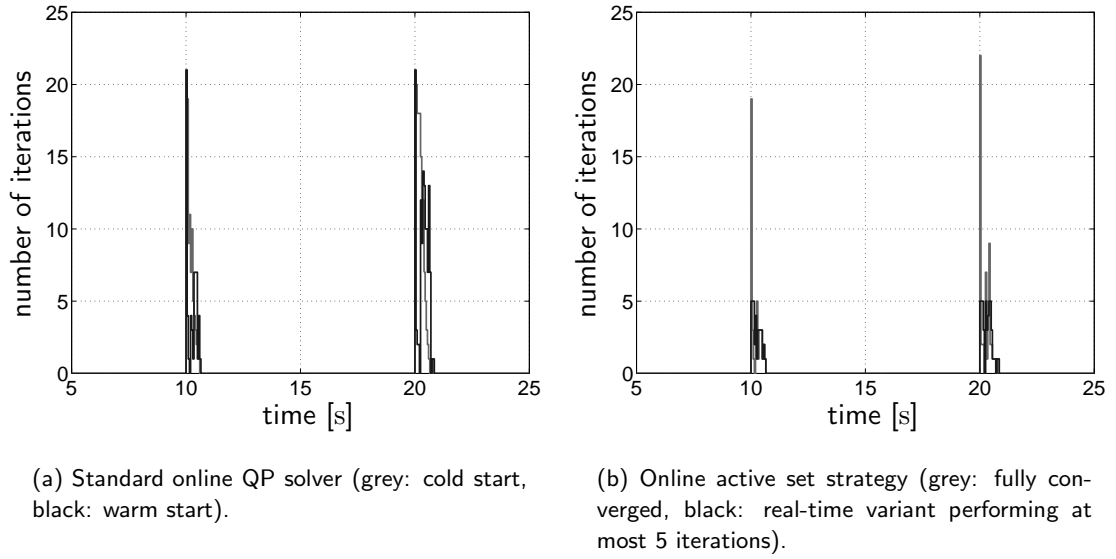 25
20
15
10
5
0
number of iterations
5
10
15
20
25
time [s]
(a) Standard online QP solver (grey: cold start,
black: warm start).
25
20
15
10
5
0
number of iterations
5
10
15
20
25
time [s]
(b) Online active set strategy (grey: fully con-
verged, black: real-time variant performing at
most 5 iterations).